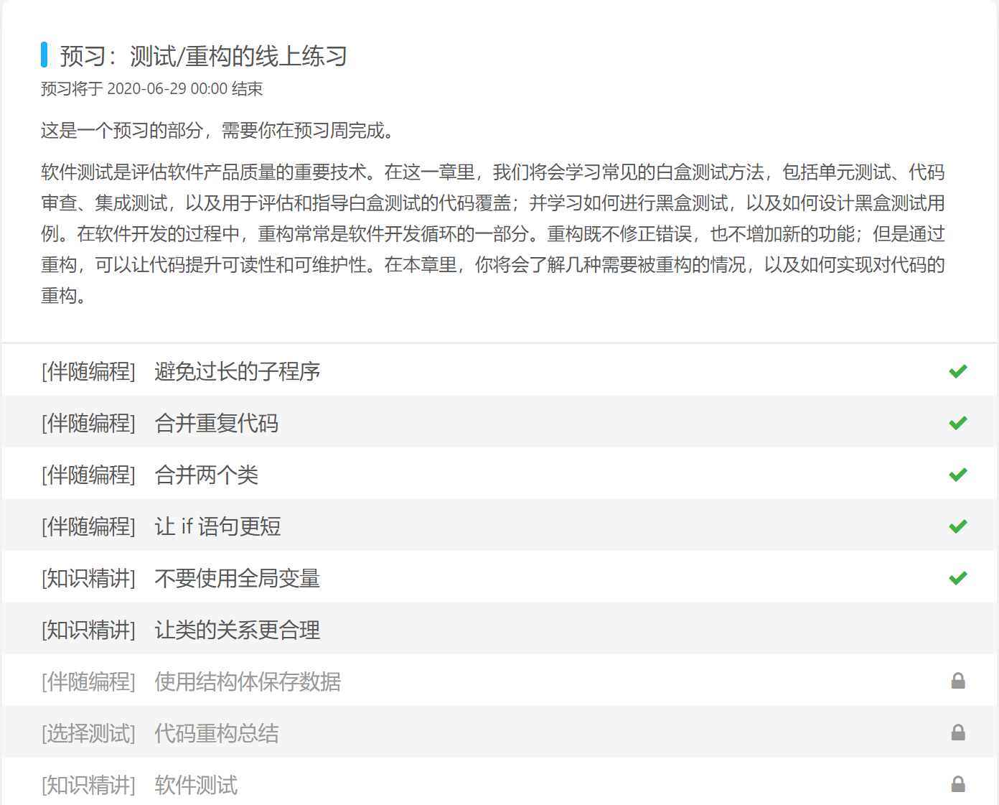 预习：测试/重构的线上练习
预习将于 2020-06-29 00:00 结束
这是一个预习的部分，需要你在预习周完成。
软件测试是评估软件产品质量的重要技术。在这一章里，我们将会学习常见的白盒测试方法，包括单元测试、代码
审查、集成测试，以及用于评估和指导白盒测试的代码覆盖；并学习如何进行黑盒测试，以及如何设计黑盒测试用
例。在软件开发的过程中，重构常常是软件开发循环的一部分。重构既不修正错误，也不增加新的功能；但是通过
重构，可以让代码提升可读性和可维护性。在本章里，你将会了解几种需要被重构的情况，以及如何实现对代码的
重构。
[伴随编程] 避免过长的子程序
[伴随编程] 合并重复代码
[伴随编程] 合并两个类
[伴随编程] 让 if 语句更短
[知识精讲] 不要使用全局变量
[知识精讲] 让类的关系更合理
[伴随编程] 使用结构体保存数据
[选择测试] 代码重构总结
[知识精讲] 软件测试